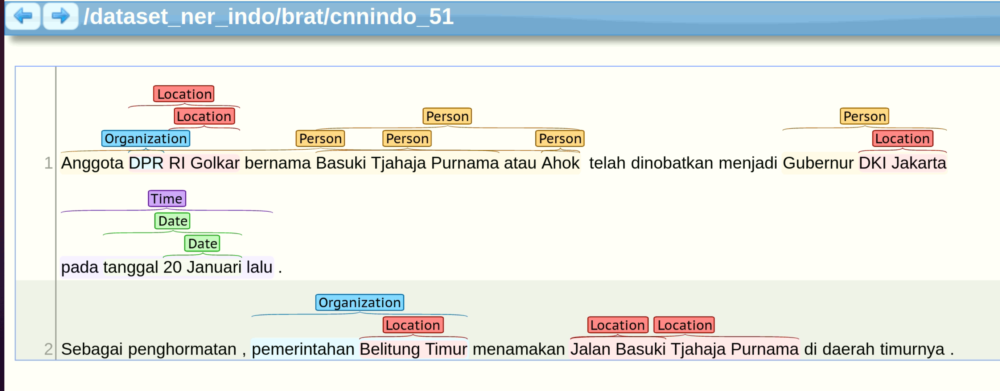 /dataset_ner_indo/brat/cnnindo_51
Location
Location Person Person
Organization Person Person Person Location
1 Anggota DPR RI Golkar bernama Basuki Tjahaja Purnama atau Ahok telah dinobatkan menjadi Gubernur DKI Jakarta
Time
Date
Date
pada tanggal 20 Januari lalu .
Organization
Location Location Location
2 Sebagai penghormatan , pemerintahan Belitung Timur menamakan Jalan Basuki Tjahaja Purnama di daerah timurnya .